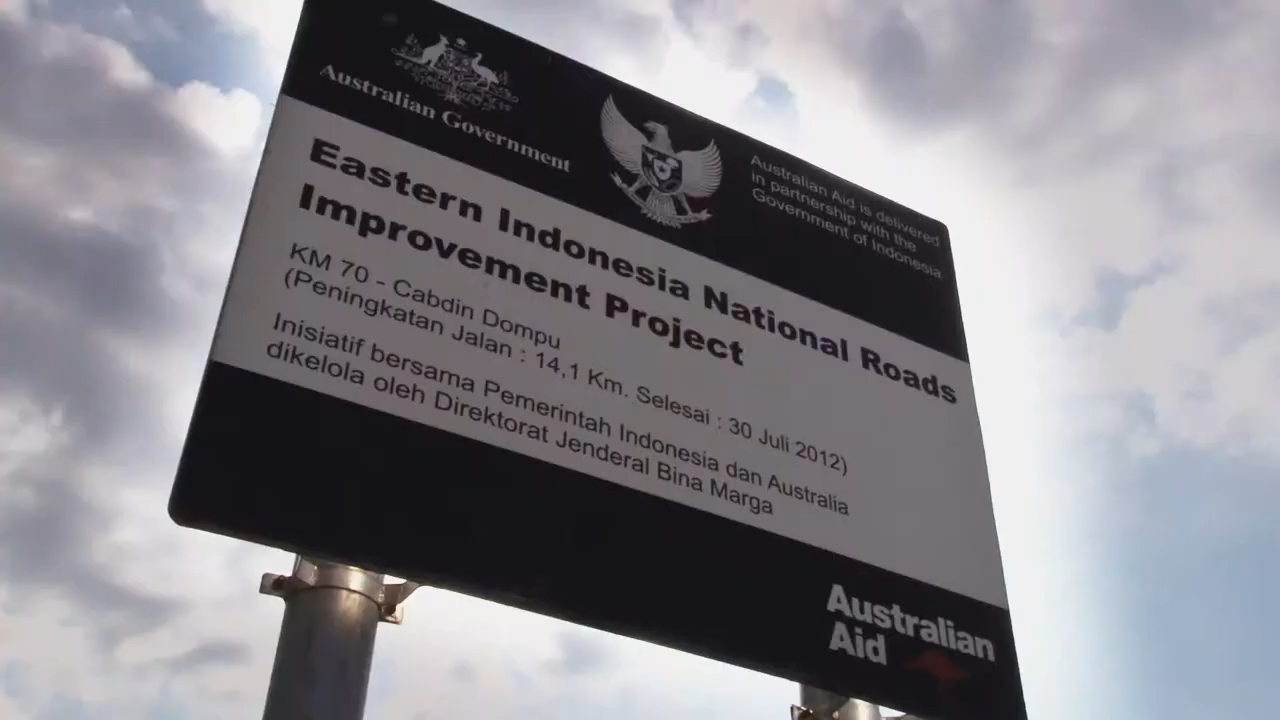 Australian Government
Australian Aid is delivered
in partnership with the
Government of Indonesia
Eastern Indonesia National Roads
Improvement Project
KM 70 - Cabdin Dompu
(Peningkatan Jalan : 14,1 Km. Selesai : 30 Juli 2012)
Inisiatif bersama Pemerintah Indonesia dan Australia
dikelola oleh Direktorat Jenderal Bina Marga
Australian
Aid